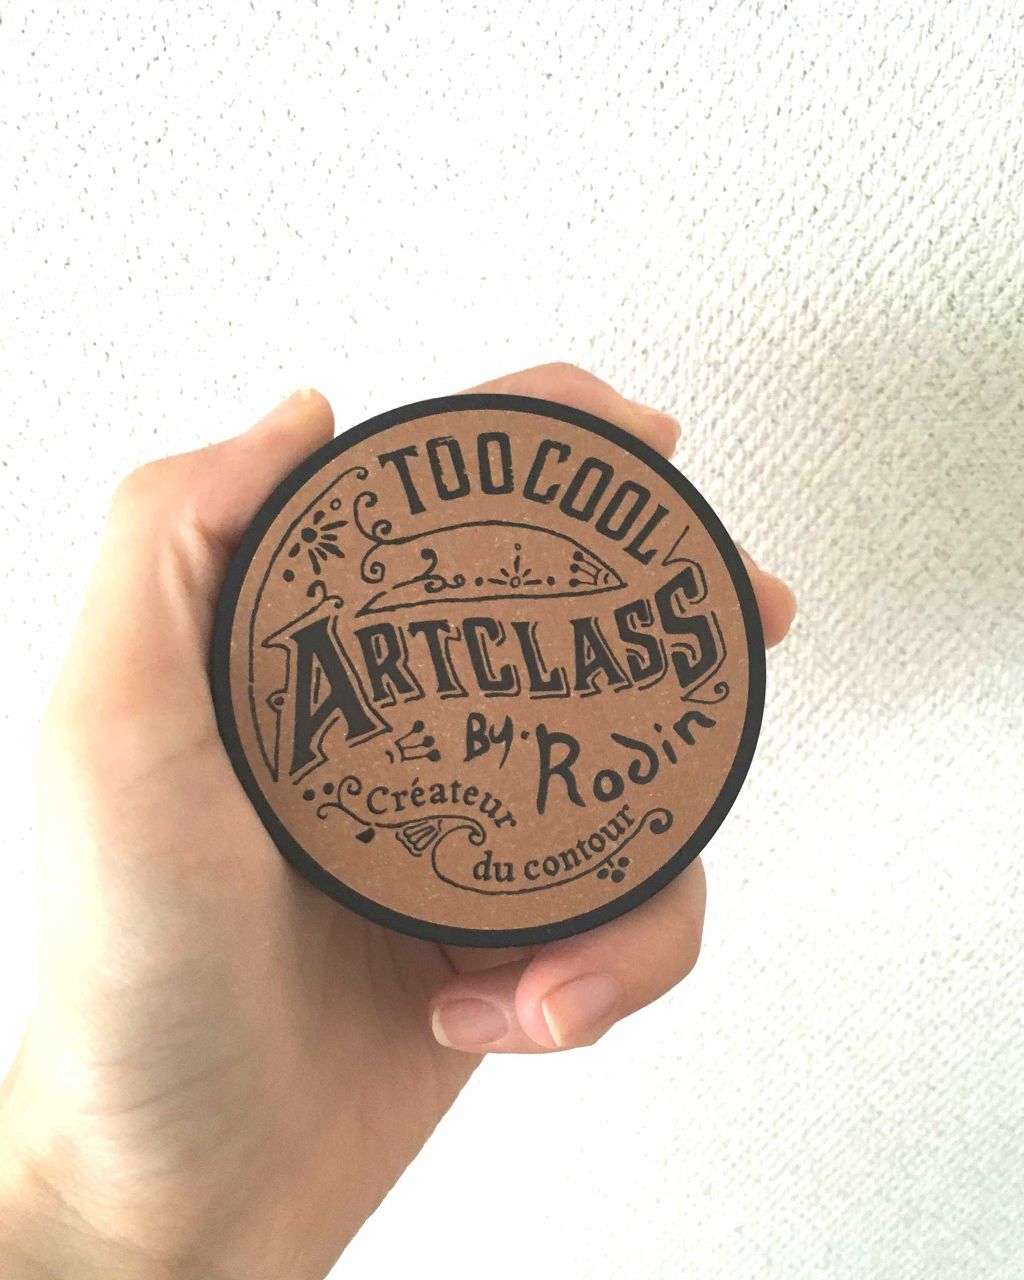 TOO COOL
ARTCLASS
By. Rodin
Créateur
du contour